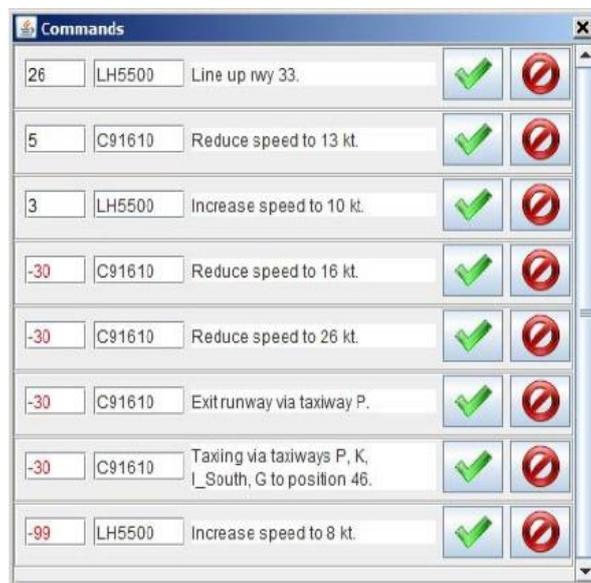 Commands
26 LH5500 Line up rwy 33.
5 C91610 Reduce speed to 13 kt.
3 LH5500 Increase speed to 10 kt.
-30 C91610 Reduce speed to 16 kt.
-30 C91610 Reduce speed to 26 kt.
-30 C91610 Exit runway via taxiway P.
-30 C91610 Taxiing via taxiways P, K,
I_South, G to position 46.
-99 LH5500 Increase speed to 8 kt.